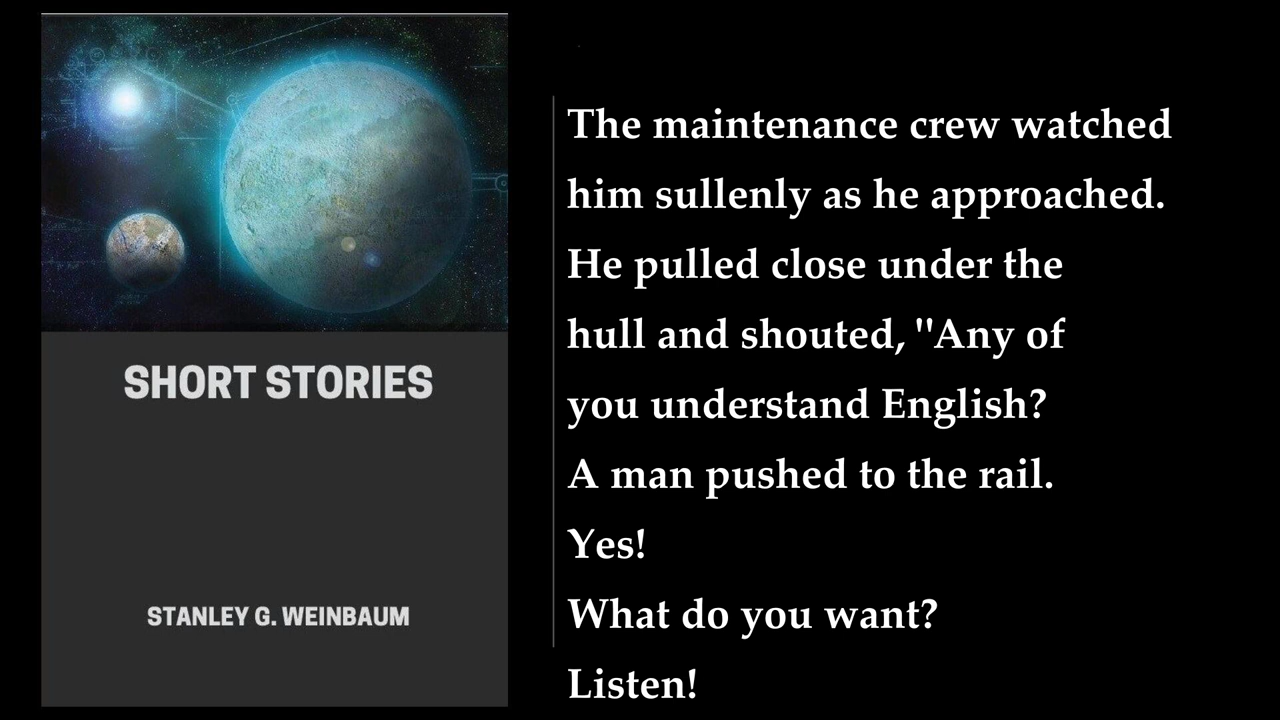 SHORT STORIES
STANLEY G. WEINBAUM
The maintenance crew watched
him sullenly as he approached.
He pulled close under the
hull and shouted, "Any of
you understand English?
A man pushed to the rail.
Yes!
What do you want?
Listen!